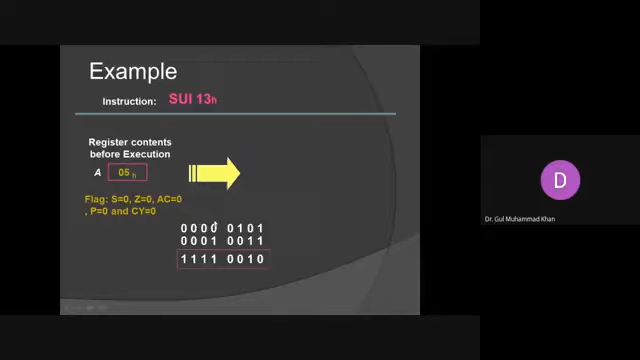 Example
Instruction: SUI 13h
Register contents
before Execution
A 05 h
Flag: S=0, Z=0, AC=0
, P=0 and CY=0
0000 0101
0001 0011
1111 0010
D
Dr. Gul Muhammad Khan